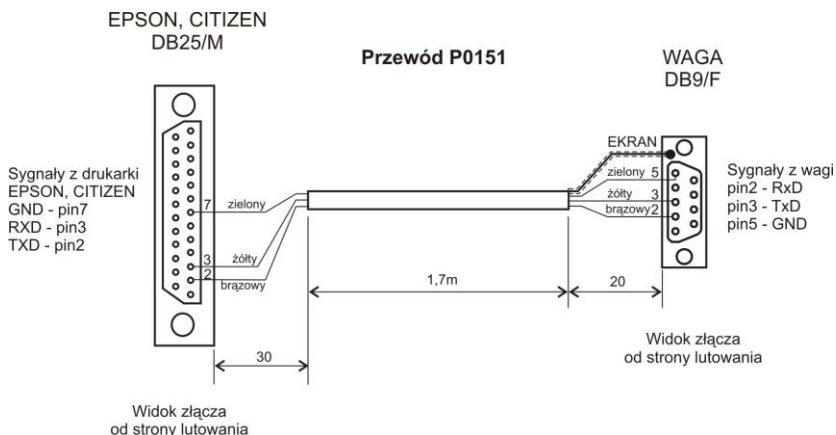 EPSON, CITIZEN
DB25/M
Przewód P0151
WAGA
DB9/F
Sygnały z drukarki
EPSON, CITIZEN
GND - pin7
RXD - pin3
TXD - pin2
7 zielony
3 żółty
2 brązowy
EKRAN
zielony 5
żółty 3
brązowy 2
Sygnały z wagi
pin2 - RxD
pin3 - TxD
pin5 - GND
1,7m
20
30
Widok złącza
od strony lutowania
Widok złącza
od strony lutowania